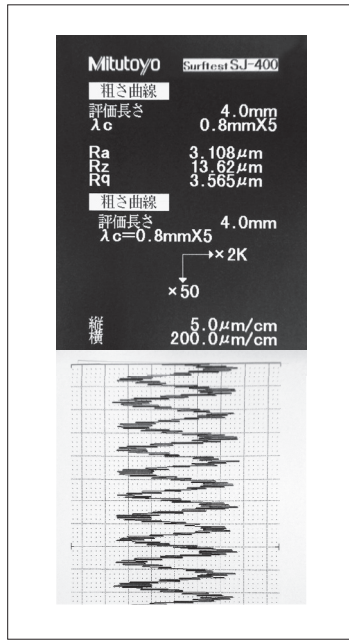 Mitutoyo Surftest SJ-400
粗さ曲線
評価長さ 4.0mm
λc 0.8mmX5
Ra 3.108μm
Rz 13.62μm
Rq 3.565μm
粗さ曲線
評価長さ 4.0mm
λc=0.8mmX5
×2K
×50
縦 5.0μm/cm
横 200.0μm/cm